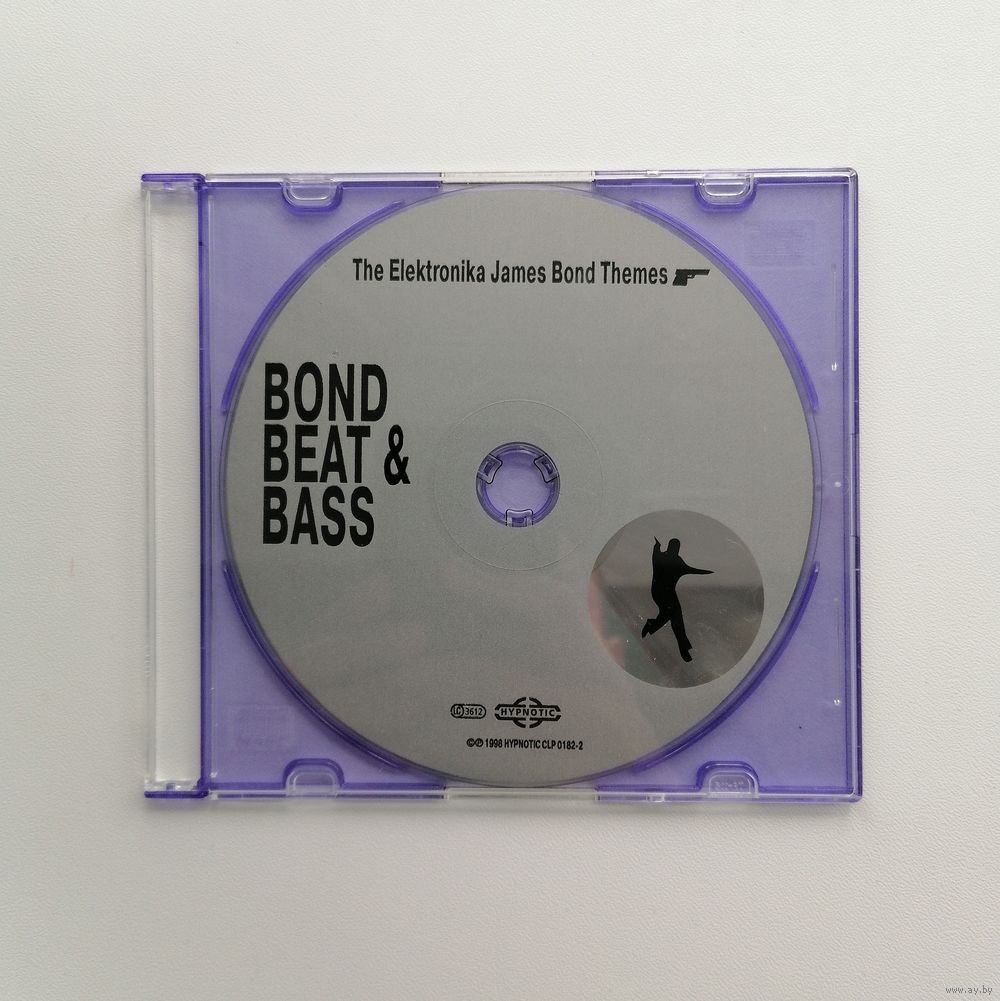 The Elektronika James Bond Themes
BOND
BEAT &
BASS
LC 3612
HYPNOTIC
©℗ 1998 HYPNOTIC CLP 0182-2
www.ay.by